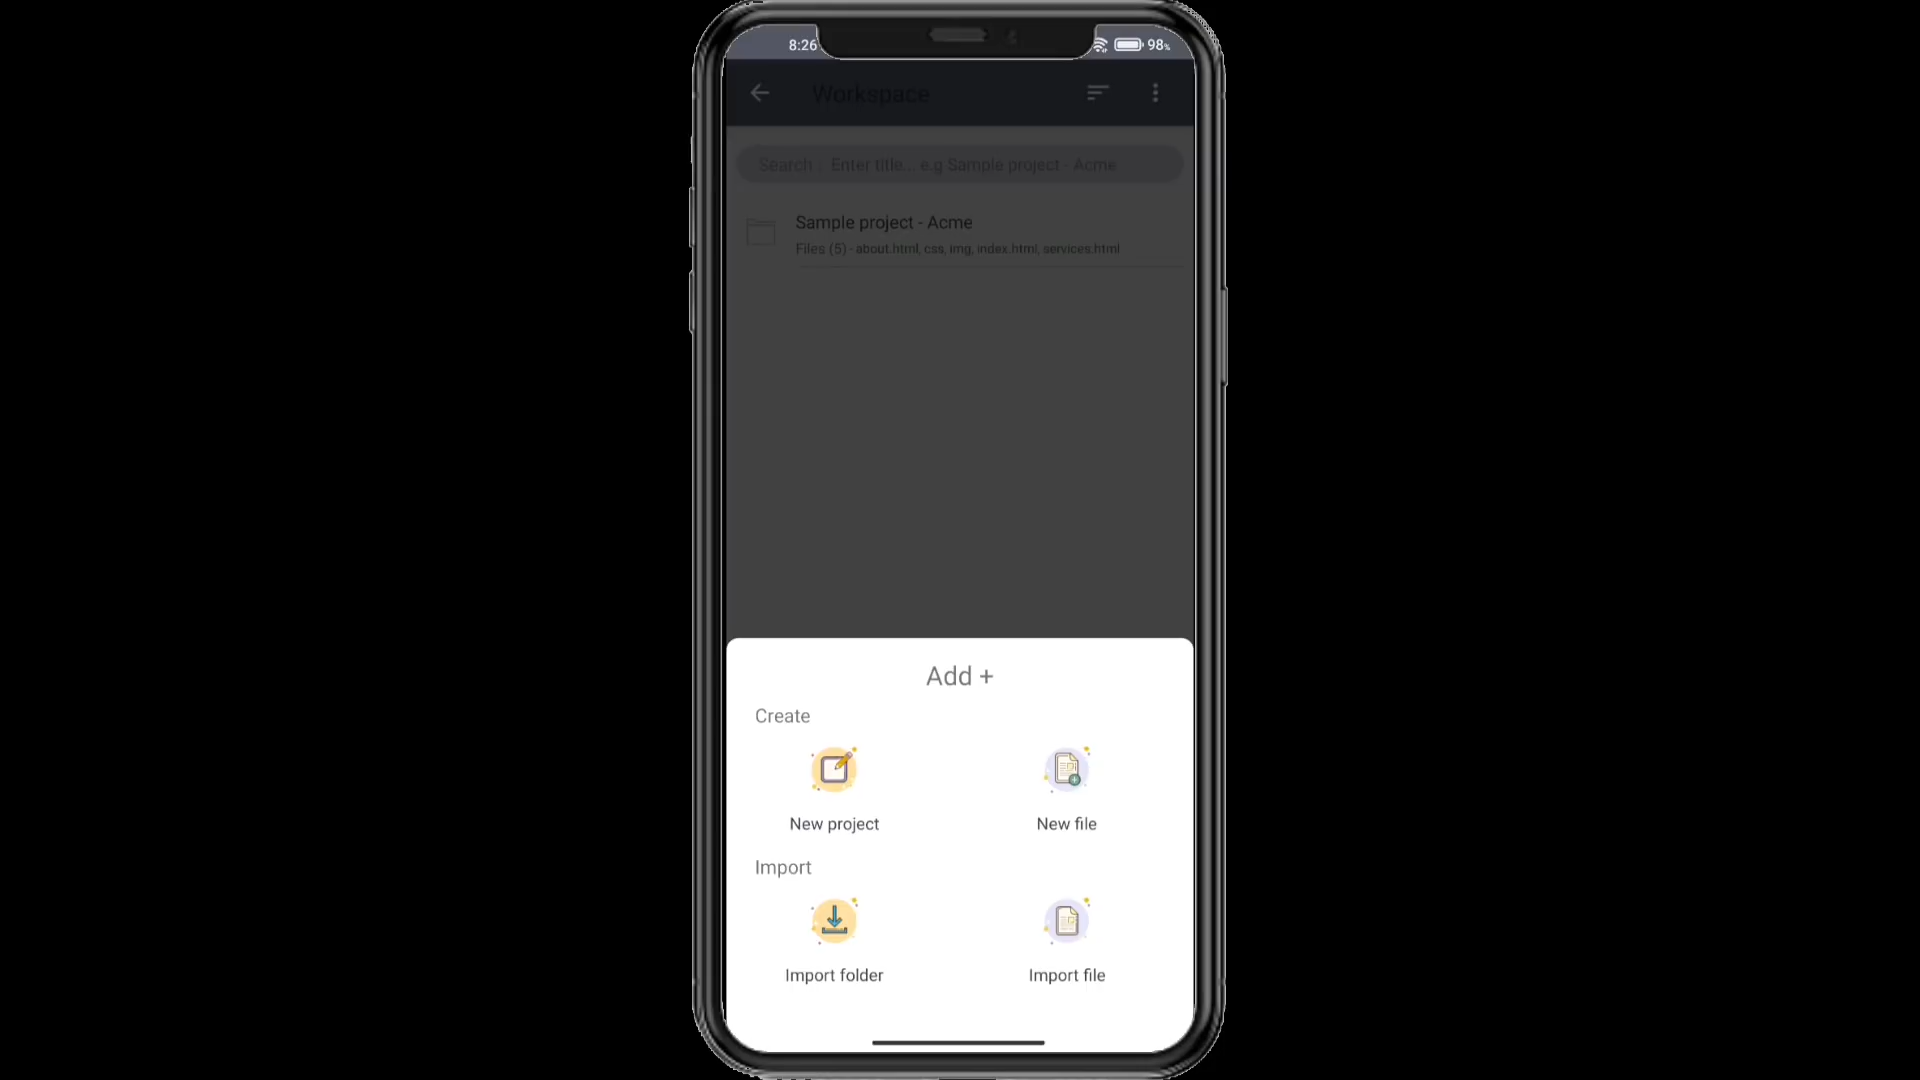 8:26
98%
Workspace
Search : Enter title... e.g Sample project - Acme
Sample project - Acme
Files (5) - about.html, css, img, index.html, services.html
Add +
Create
New project
New file
Import
Import folder
Import file